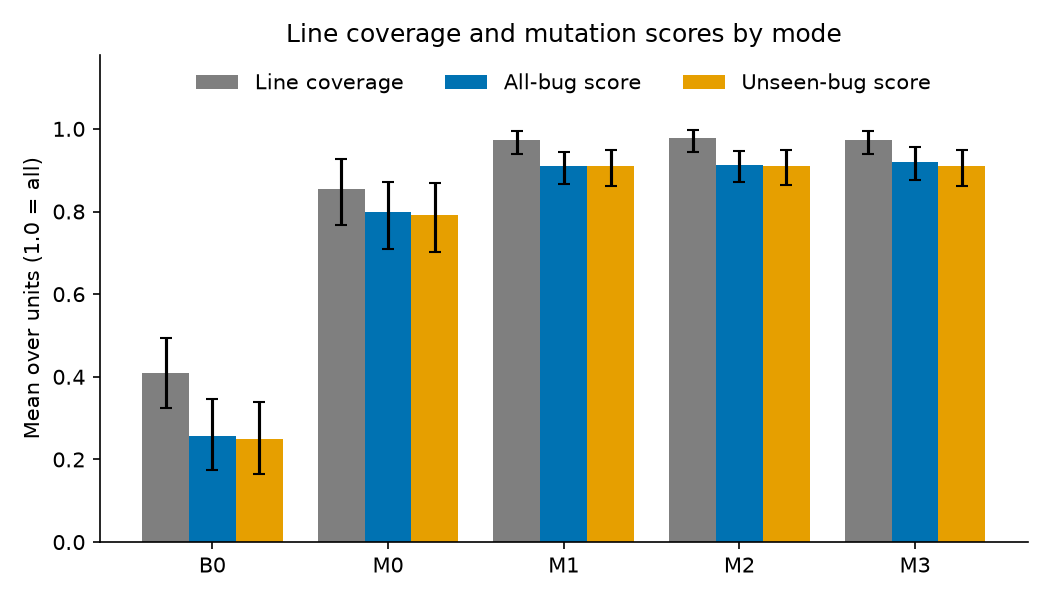 Line coverage and mutation scores by mode
Line coverage
All-bug score
Unseen-bug score
Mean over units (1.0 = all)
1.0
0.8
0.6
0.4
0.2
0.0
B0
M0
M1
M2
M3